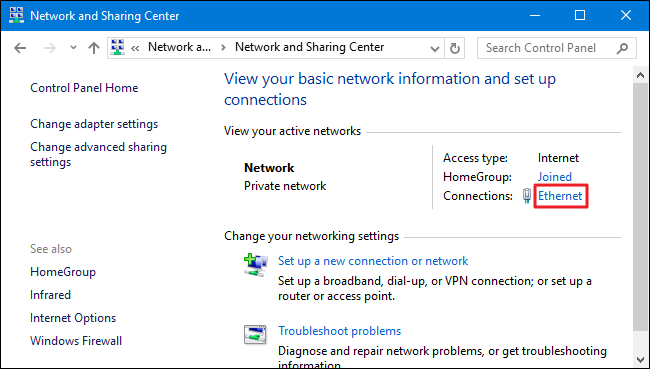 Network and Sharing Center
« Network a... › Network and Sharing Center
Search Control Panel
Control Panel Home
Change adapter settings
Change advanced sharing
settings
See also
HomeGroup
Infrared
Internet Options
Windows Firewall
View your basic network information and set up
connections
View your active networks
Network
Private network
Access type: Internet
HomeGroup: Joined
Connections: Ethernet
Change your networking settings
Set up a new connection or network
Set up a broadband, dial-up, or VPN connection; or set up a
router or access point.
Troubleshoot problems
Diagnose and repair network problems, or get troubleshooting
information.